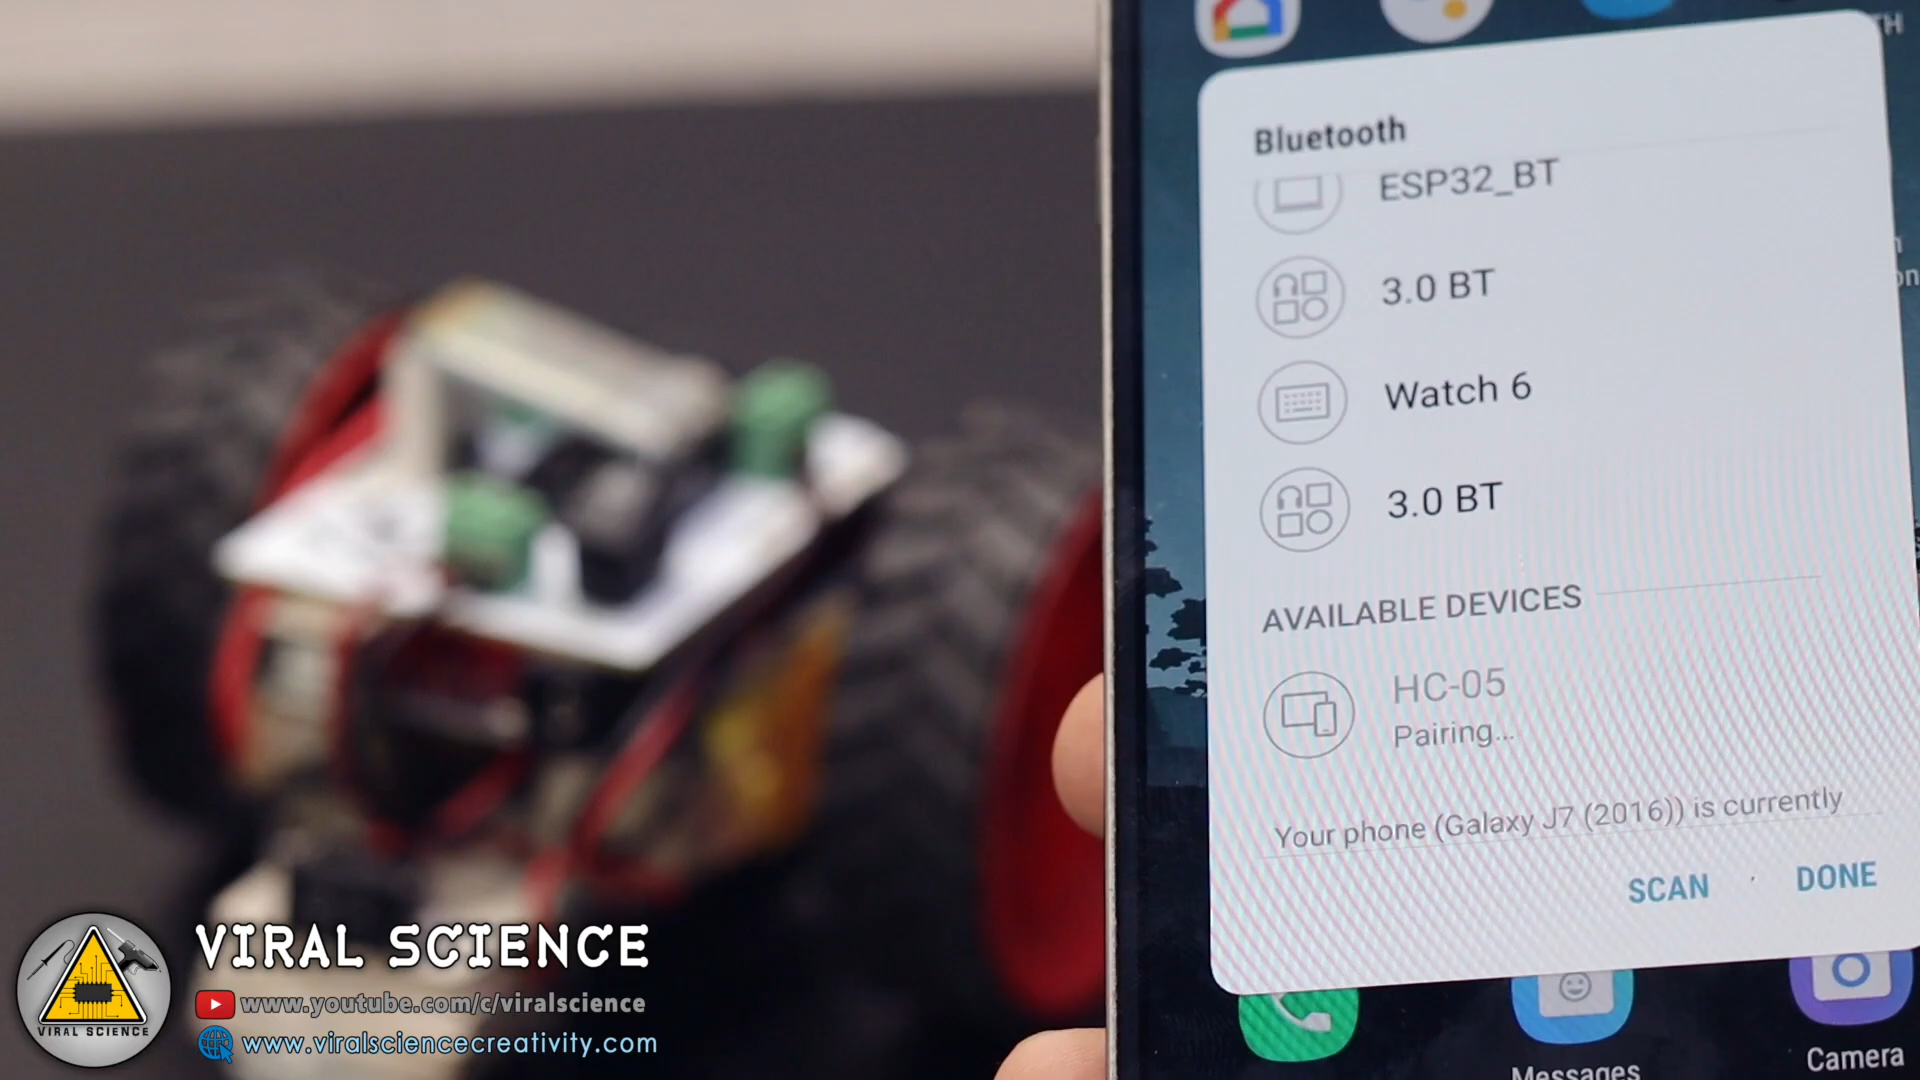 TH
Bluetooth
ESP32_BT
3.0 BT
Watch 6
3.0 BT
AVAILABLE DEVICES
HC-05
Pairing...
Your phone (Galaxy J7 (2016)) is currently
SCAN
DONE
Messages
Camera
VIRAL SCIENCE
www.youtube.com/c/viralscience
www.viralsciencecreativity.com
VIRAL SCIENCE